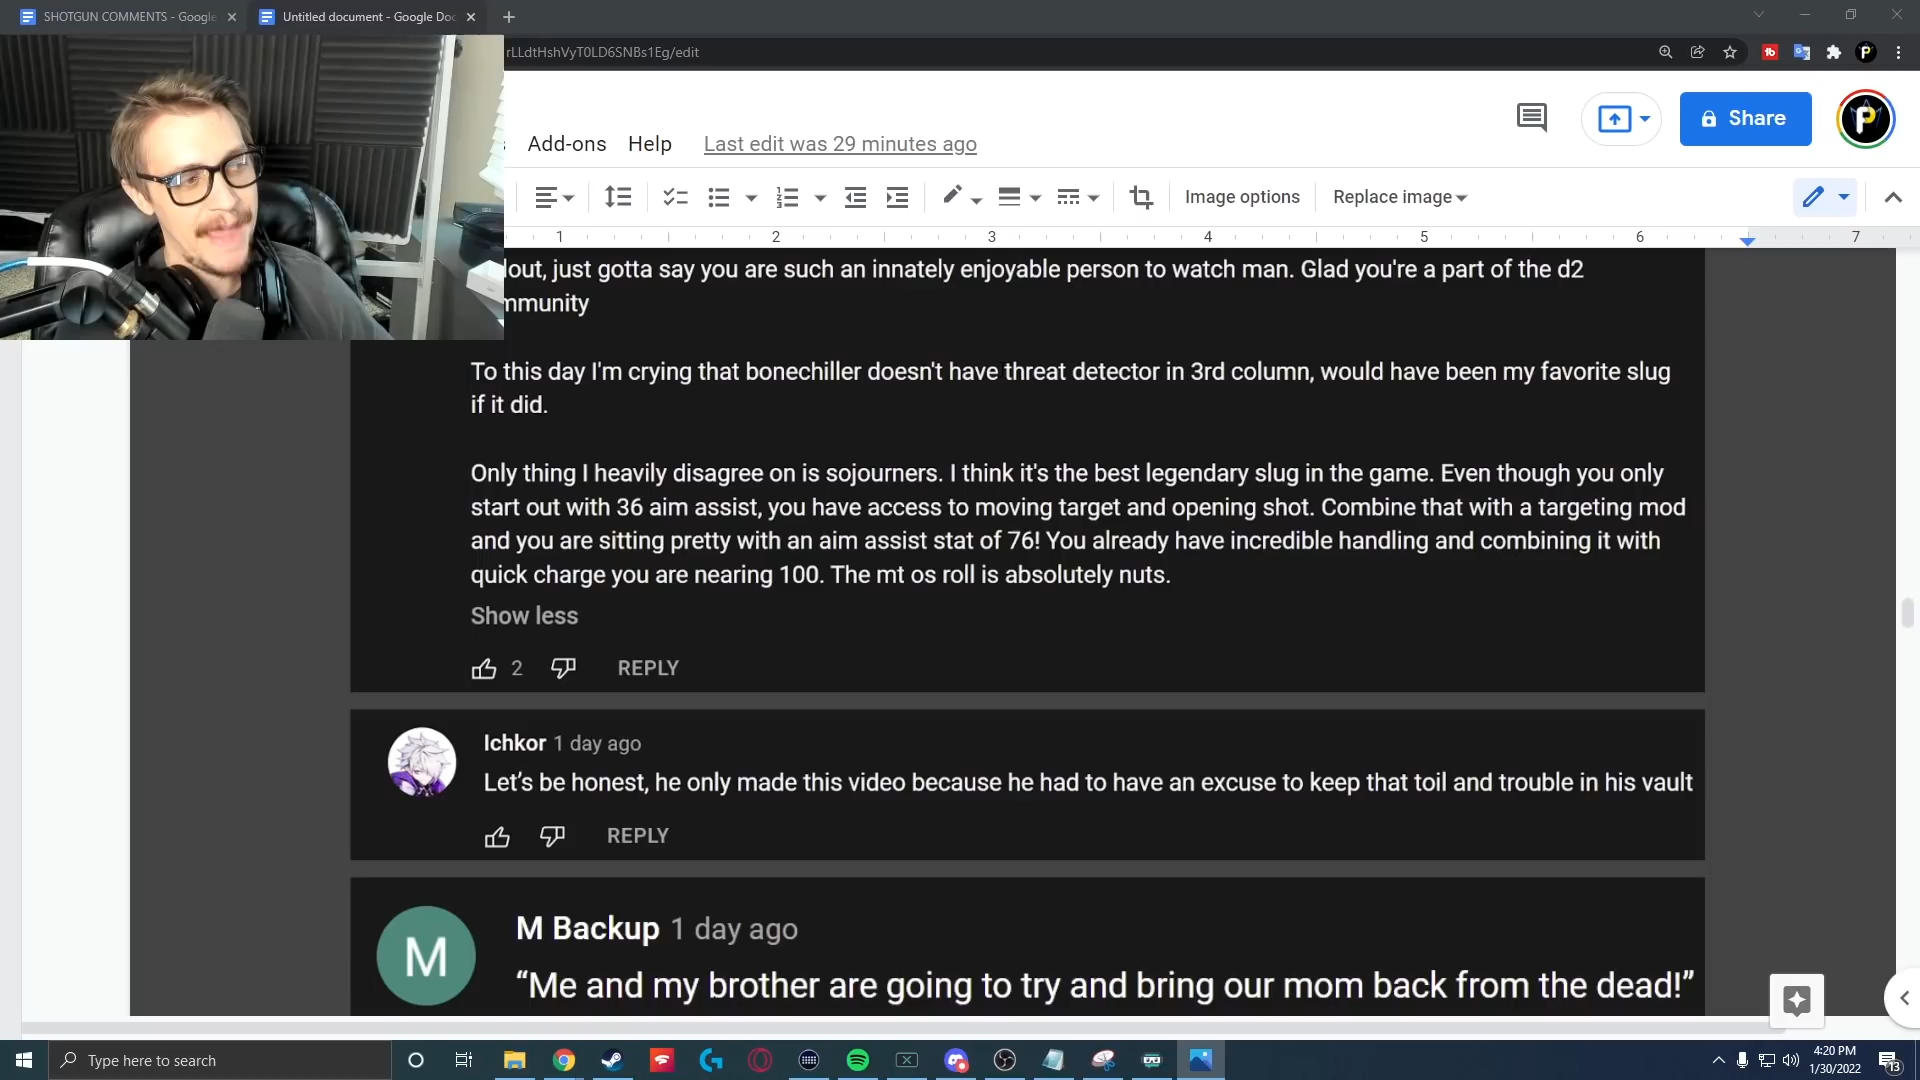 SHOTGUN COMMENTS - Google
Untitled document - Google Doc
rLLdtHshVyT0LD6SNBs1Eg/edit
Add-ons Help Last edit was 29 minutes ago
Share
Image options Replace image
1 2 3 4 5 6 7
just gotta say you are such an innately enjoyable person to watch man. Glad you're a part of the d2
To this day I'm crying that bonechiller doesn't have threat detector in 3rd column, would have been my favorite slug
if it did.
Only thing I heavily disagree on is sojourners. I think it's the best legendary slug in the game. Even though you only
start out with 36 aim assist, you have access to moving target and opening shot. Combine that with a targeting mod
and you are sitting pretty with an aim assist stat of 76! You already have incredible handling and combining it with
quick charge you are nearing 100. The mt os roll is absolutely nuts.
Show less
2 REPLY
Ichkor 1 day ago
Let’s be honest, he only made this video because he had to have an excuse to keep that toil and trouble in his vault
REPLY
M
M Backup 1 day ago
“Me and my brother are going to try and bring our mom back from the dead!”
Type here to search
4:20 PM
1/30/2022
13